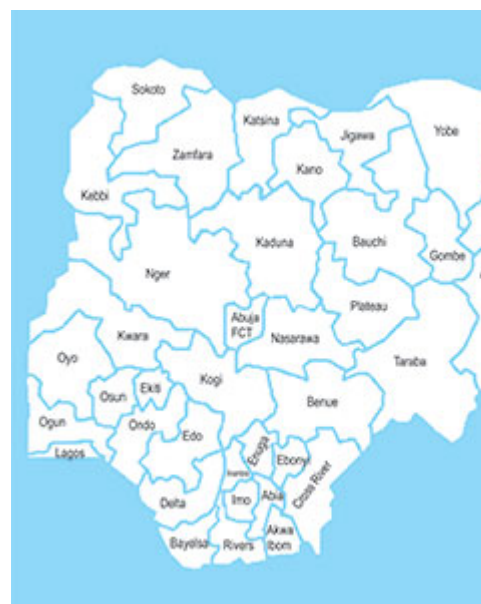 Sokoto
Katsina
Jigawa
Yobe
Zamfara
Kano
Kebbi
Kaduna
Bauchi
Gombe
Nger
Plateau
Abuja
FCT
Nasarawa
Kwara
Oyo
Taraba
Kogi
Ekiti
Osun
Benue
Ogun
Ondo
Edo
Enugu
Ebonyi
Lagos
Cross River
Delta
Imo
Abia
Akwa
Ibom
Bayelsa
Rivers